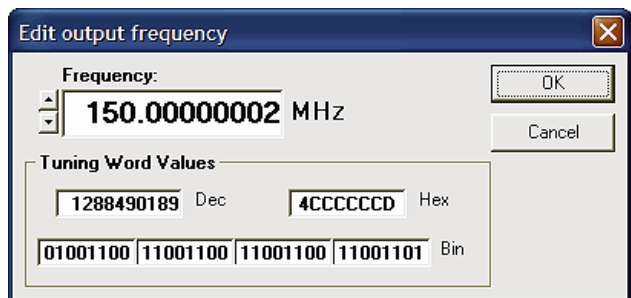 Edit output frequency
Frequency:
150.00000002 MHz
OK
Cancel
Tuning Word Values
1288490189 Dec 4CCCCCCD Hex
01001100 11001100 11001100 11001101 Bin